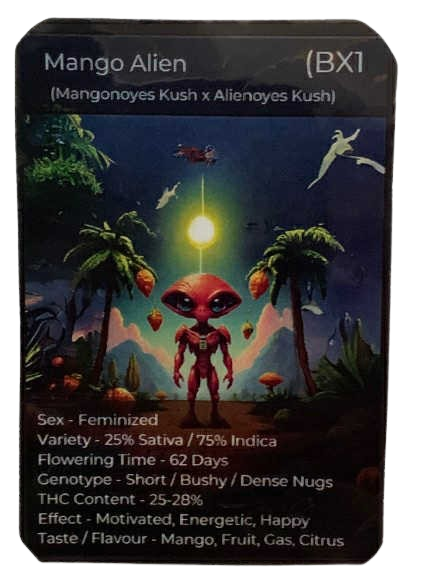 Mango Alien (BX1
(Mangonoyes Kush x Alienoyes Kush)
Sex - Feminized
Variety - 25% Sativa / 75% Indica
Flowering Time - 62 Days
Genotype - Short / Bushy / Dense Nugs
THC Content - 25-28%
Effect - Motivated, Energetic, Happy
Taste / Flavour - Mango, Fruit, Gas, Citrus